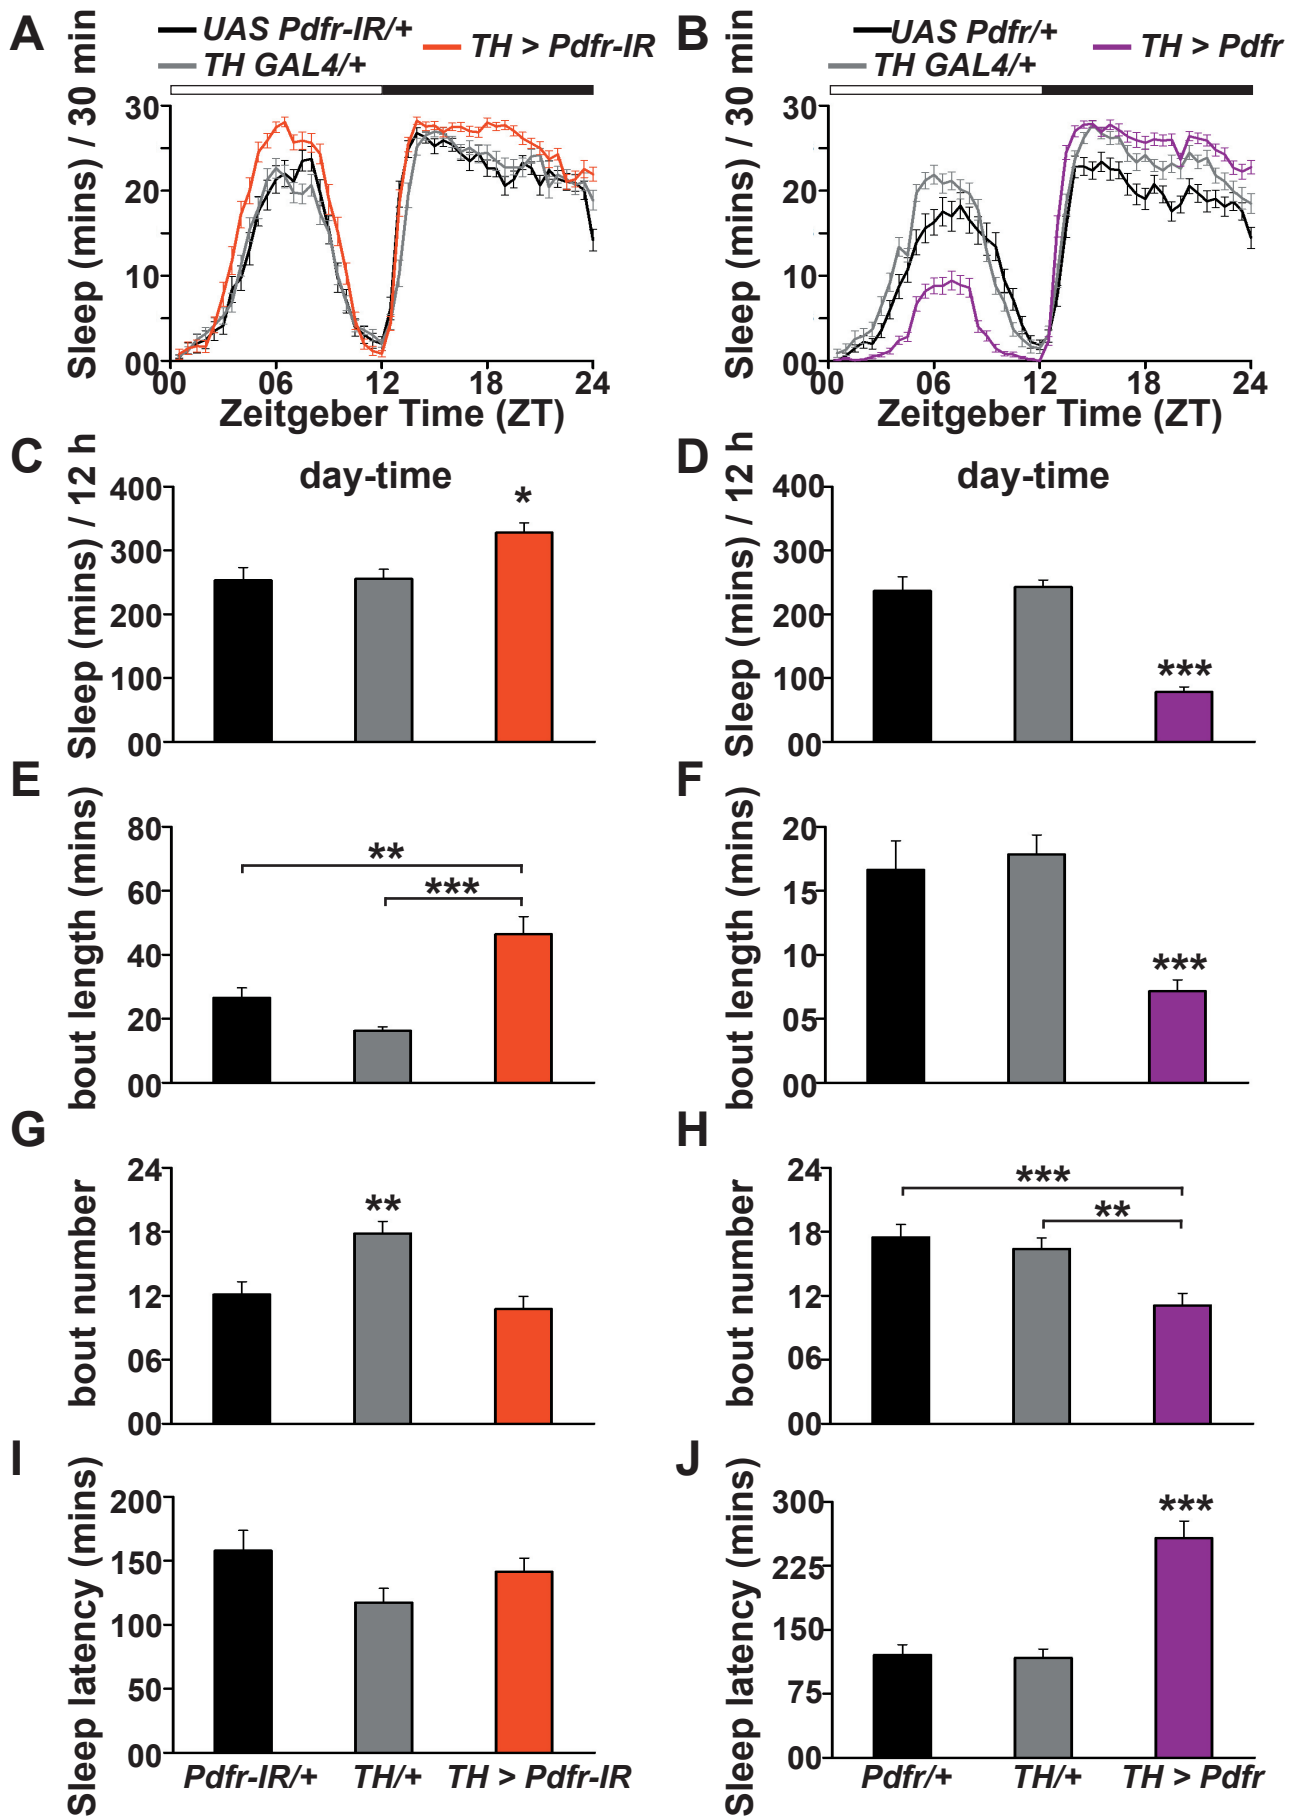 A
UAS Pdfr-IR/+
TH GAL4/+
TH > Pdfr-IR
Sleep (mins) / 30 min
30
20
10
00
00 06 12 18 24
Zeitgeber Time (ZT)
B
UAS Pdfr/+
TH GAL4/+
TH > Pdfr
Sleep (mins) / 30 min
30
20
10
00
00 06 12 18 24
Zeitgeber Time (ZT)
C
day-time
Sleep (mins) / 12 h
400
300
200
100
00
*
D
day-time
Sleep (mins) / 12 h
400
300
200
100
00
***
E
bout length (mins)
80
60
40
20
00
**
***
F
bout length (mins)
20
15
10
05
00
***
G
bout number
24
18
12
06
00
**
H
bout number
24
18
12
06
00
***
**
I
Sleep latency (mins)
200
150
100
50
00
Pdfr-IR/+ TH/+ TH > Pdfr-IR
J
Sleep latency (mins)
300
225
150
75
00
***
Pdfr/+ TH/+ TH > Pdfr